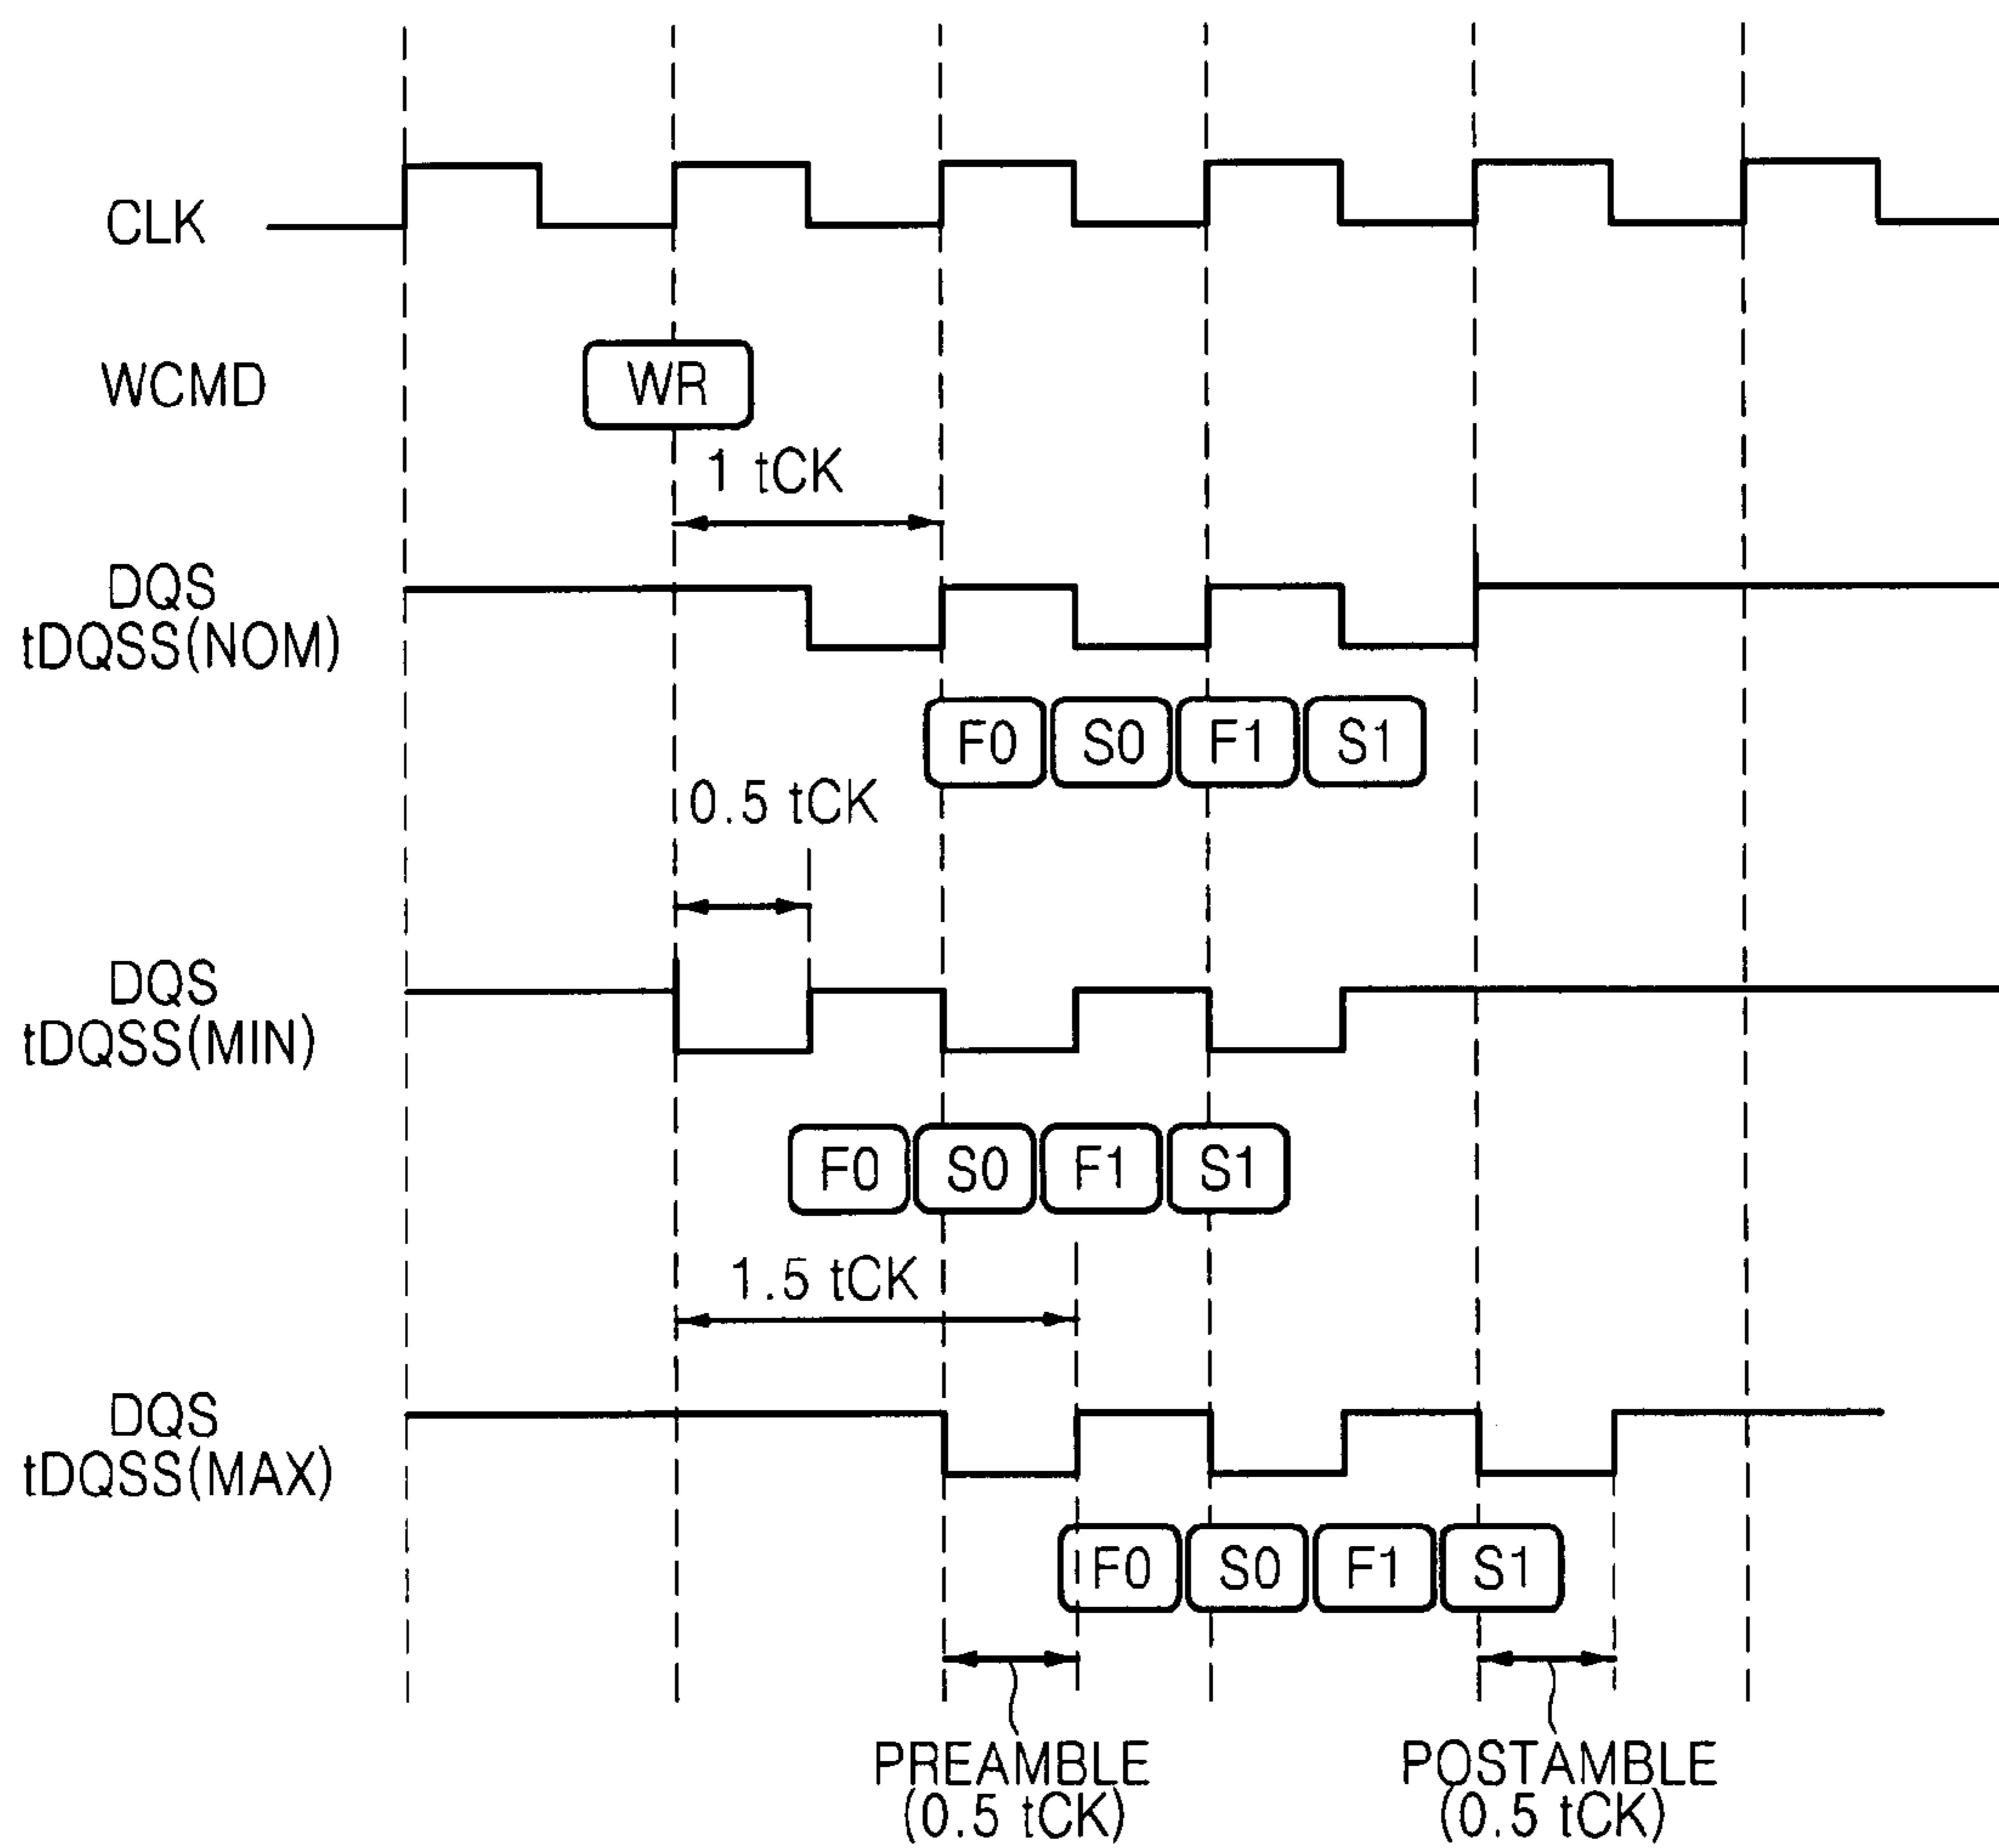 CLK
WCMD
WR
1 tCK
DQS
tDQSS(NOM)
F0 S0 F1 S1
0.5 tCK
DQS
tDQSS(MIN)
F0 S0 F1 S1
1.5 tCK
DQS
tDQSS(MAX)
F0 S0 F1 S1
PREAMBLE
(0.5 tCK)
POSTAMBLE
(0.5 tCK)